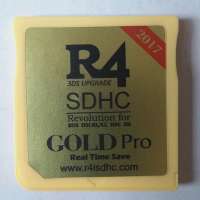 2017
R4
3DS UPGRADE
SDHC
Revolution for
GOLD Pro
Real Time Save
www.r4isdhc.com